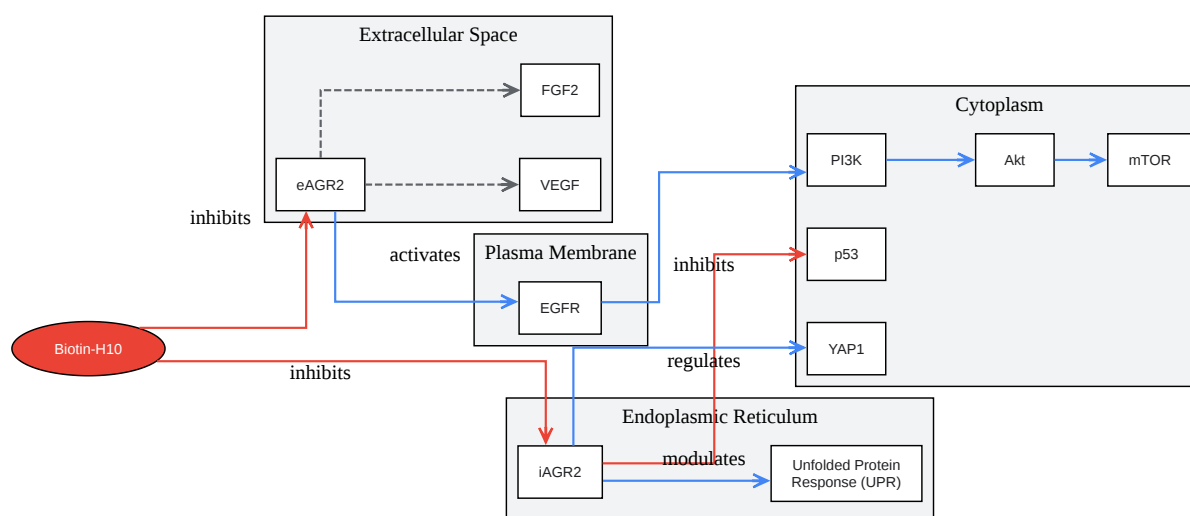 Extracellular Space
FGF2
eAGR2
VEGF
inhibits
activates
Plasma Membrane
EGFR
inhibits
Cytoplasm
PI3K
Akt
mTOR
p53
YAP1
Biotin-H10
inhibits
regulates
Endoplasmic Reticulum
iAGR2
modulates
Unfolded Protein
Response (UPR)